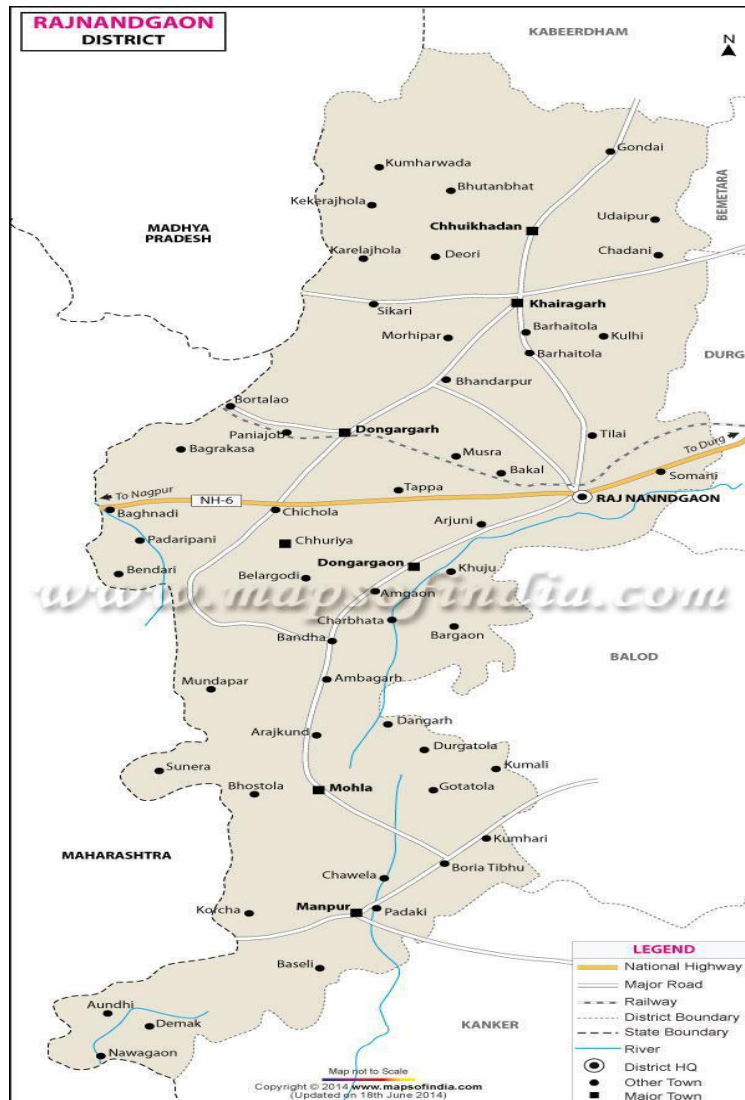 RAJNANDGAON
DISTRICT
KABEERDHAM
N
Gondai
Kumharwada
Bhutanbhat
Kekerajhola
BEMETARA
Udaipur
MADHYA
PRADESH
Chhuikhadan
Karelajhola
Deori
Chadani
Sikari
Khairagarh
Morhipar
Barhaitola
Kulhi
Barhaitola
DURG
Bhandarpur
Bortalao
Paniajob
Dongargarh
Tilai
Bagrakasa
Musra
To Durg
Bakal
Somani
To Nagpur
NH-6
Tappa
RAJ NANNDGAON
Baghnadi
Chichola
Arjuni
Padaripani
Chhuriya
Dongargaon
Bendari
Belargodi
Khuju
www.mapsofindia.com
Amgaon
Charbhata
Bandha
Bargaon
BALOD
Ambagarh
Mundapar
Dangarh
Arajkund
Durgatola
Sunera
Kumali
Bhostola
Mohla
Gotatola
Kumhari
MAHARASHTRA
Boria Tibhu
Chawela
Korcha
Manpur
Padaki
Baseli
Aundhi
Demak
Nawagaon
KANKER
LEGEND
National Highway
Major Road
Railway
District Boundary
State Boundary
River
District HQ
Other Town
Major Town
Map not to Scale
Copyright © 2014 www.mapsofindia.com
(Updated on 18th June 2014)